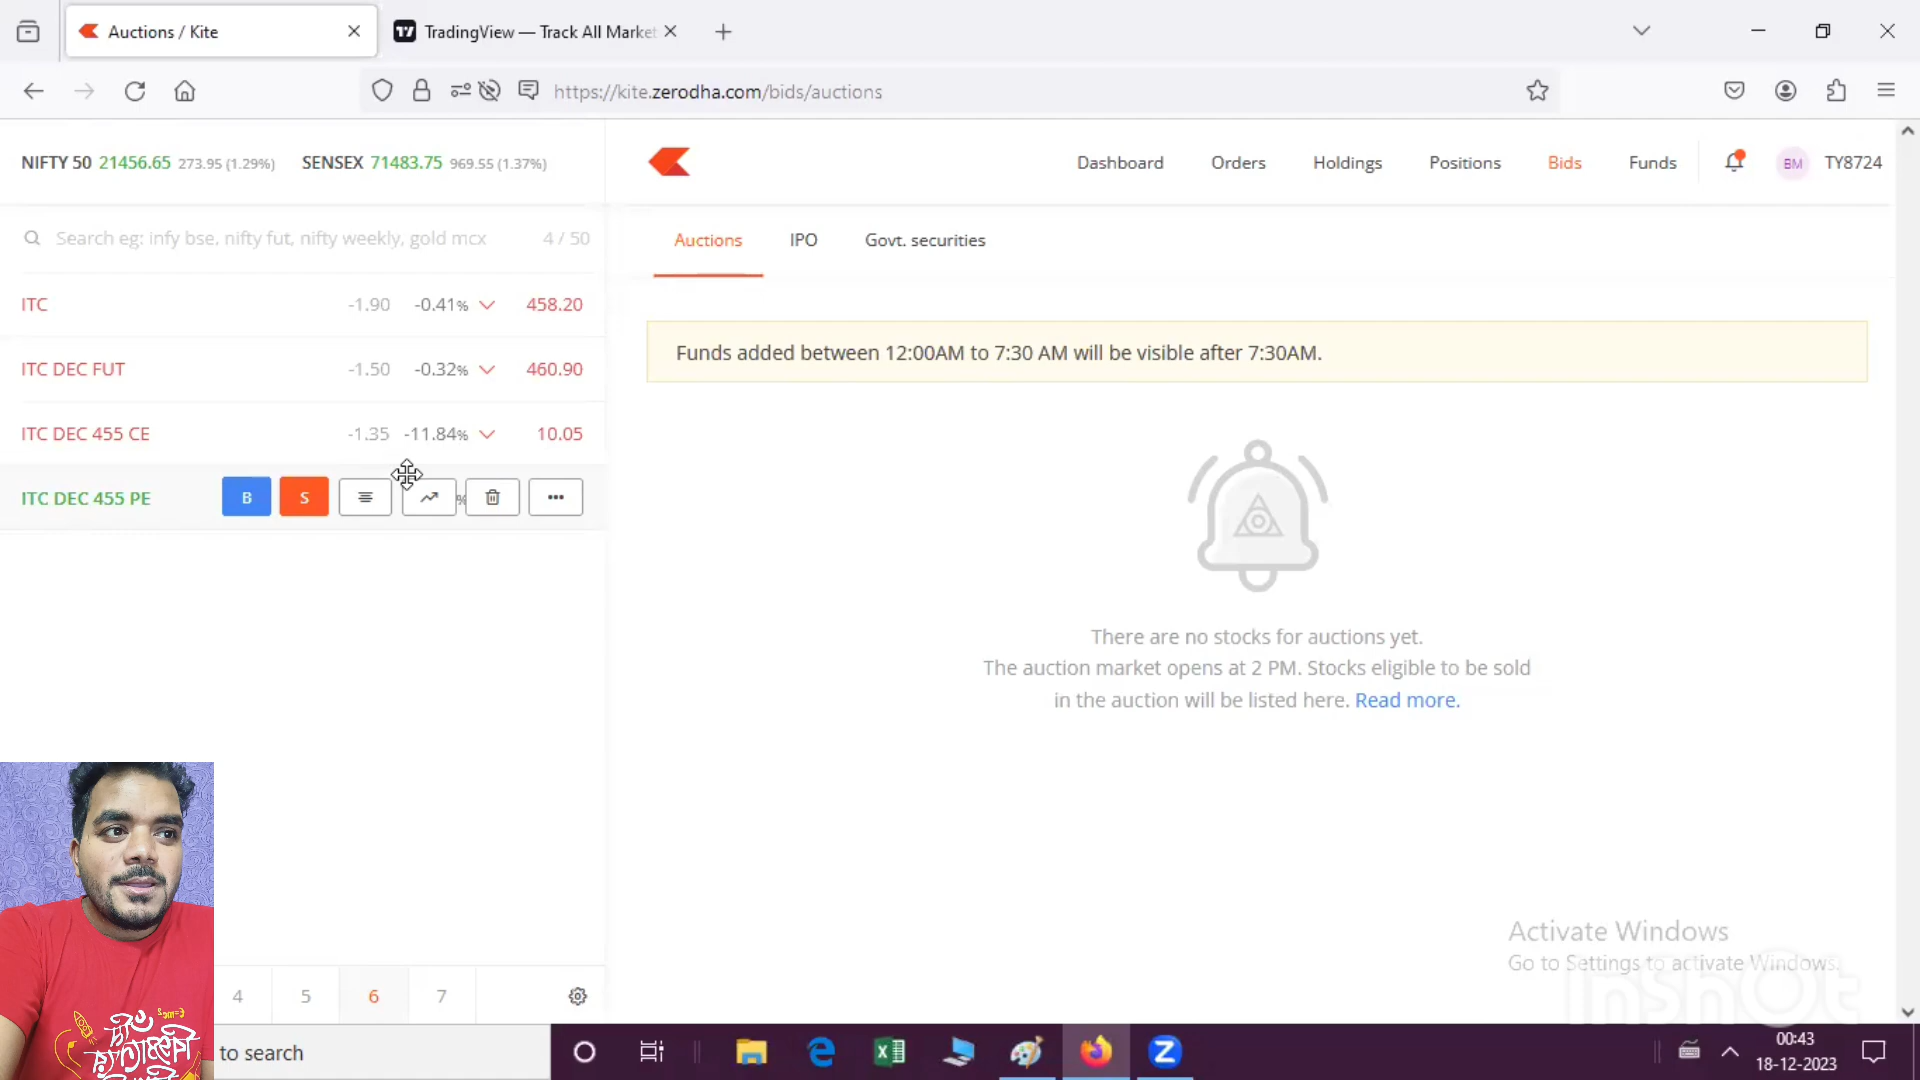 Auctions / Kite
TradingView — Track All Market
https://kite.zerodha.com/bids/auctions
NIFTY 50 21456.65 273.95 (1.29%) SENSEX 71483.75 969.55 (1.37%)
Dashboard Orders Holdings Positions Bids Funds BM TY8724
Search eg: infy bse, nifty fut, nifty weekly, gold mcx 4 / 50
Auctions IPO Govt. securities
ITC -1.90 -0.41% 458.20
Funds added between 12:00AM to 7:30 AM will be visible after 7:30AM.
ITC DEC FUT -1.50 -0.32% 460.90
ITC DEC 455 CE -1.35 -11.84% 10.05
ITC DEC 455 PE B S %
There are no stocks for auctions yet.
The auction market opens at 2 PM. Stocks eligible to be sold
in the auction will be listed here. Read more.
Activate Windows
Go to Settings to activate Windows.
InShOt
4 5 6 7
to search
00:43
18-12-2023